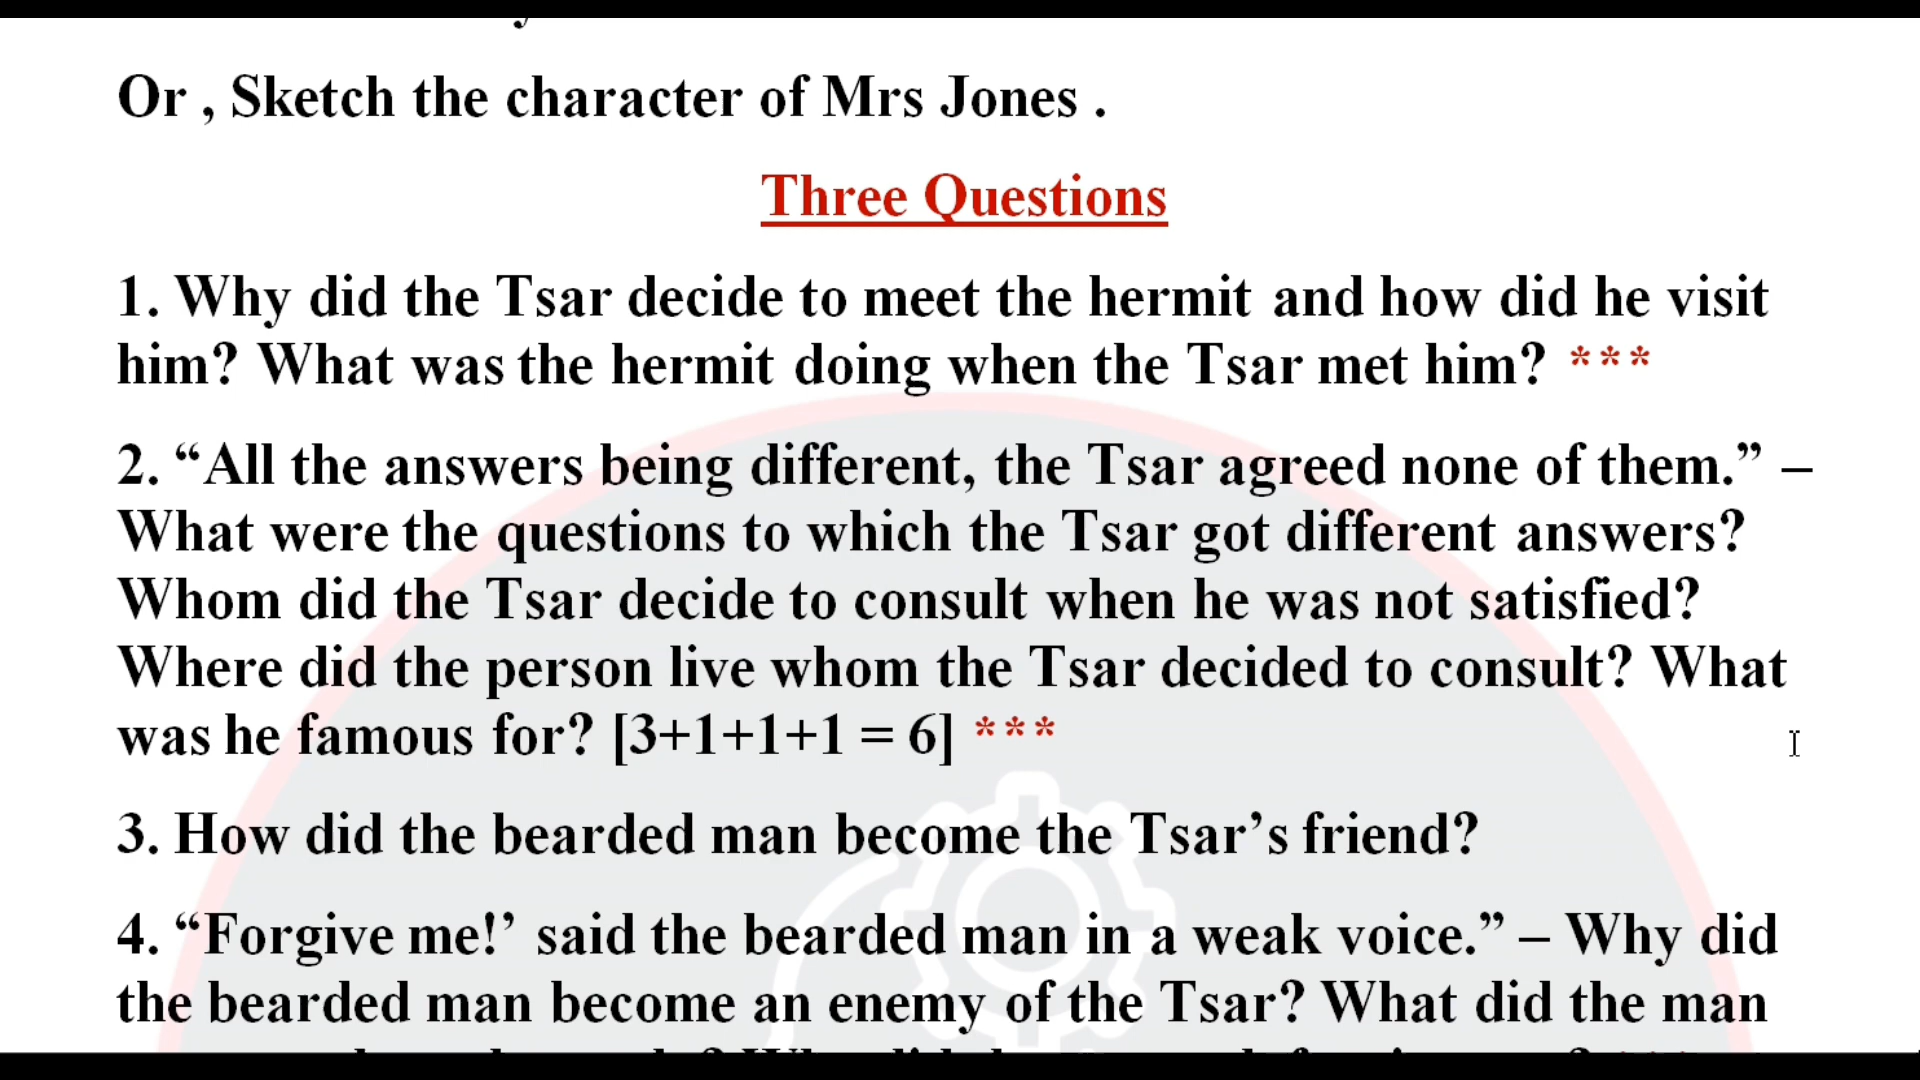 Or , Sketch the character of Mrs Jones .
Three Questions
1. Why did the Tsar decide to meet the hermit and how did he visit
him? What was the hermit doing when the Tsar met him? ***
2. “All the answers being different, the Tsar agreed none of them.” –
What were the questions to which the Tsar got different answers?
Whom did the Tsar decide to consult when he was not satisfied?
Where did the person live whom the Tsar decided to consult? What
was he famous for? [3+1+1+1 = 6] ***
3. How did the bearded man become the Tsar’s friend?
4. “Forgive me!’ said the bearded man in a weak voice.” – Why did
the bearded man become an enemy of the Tsar? What did the man